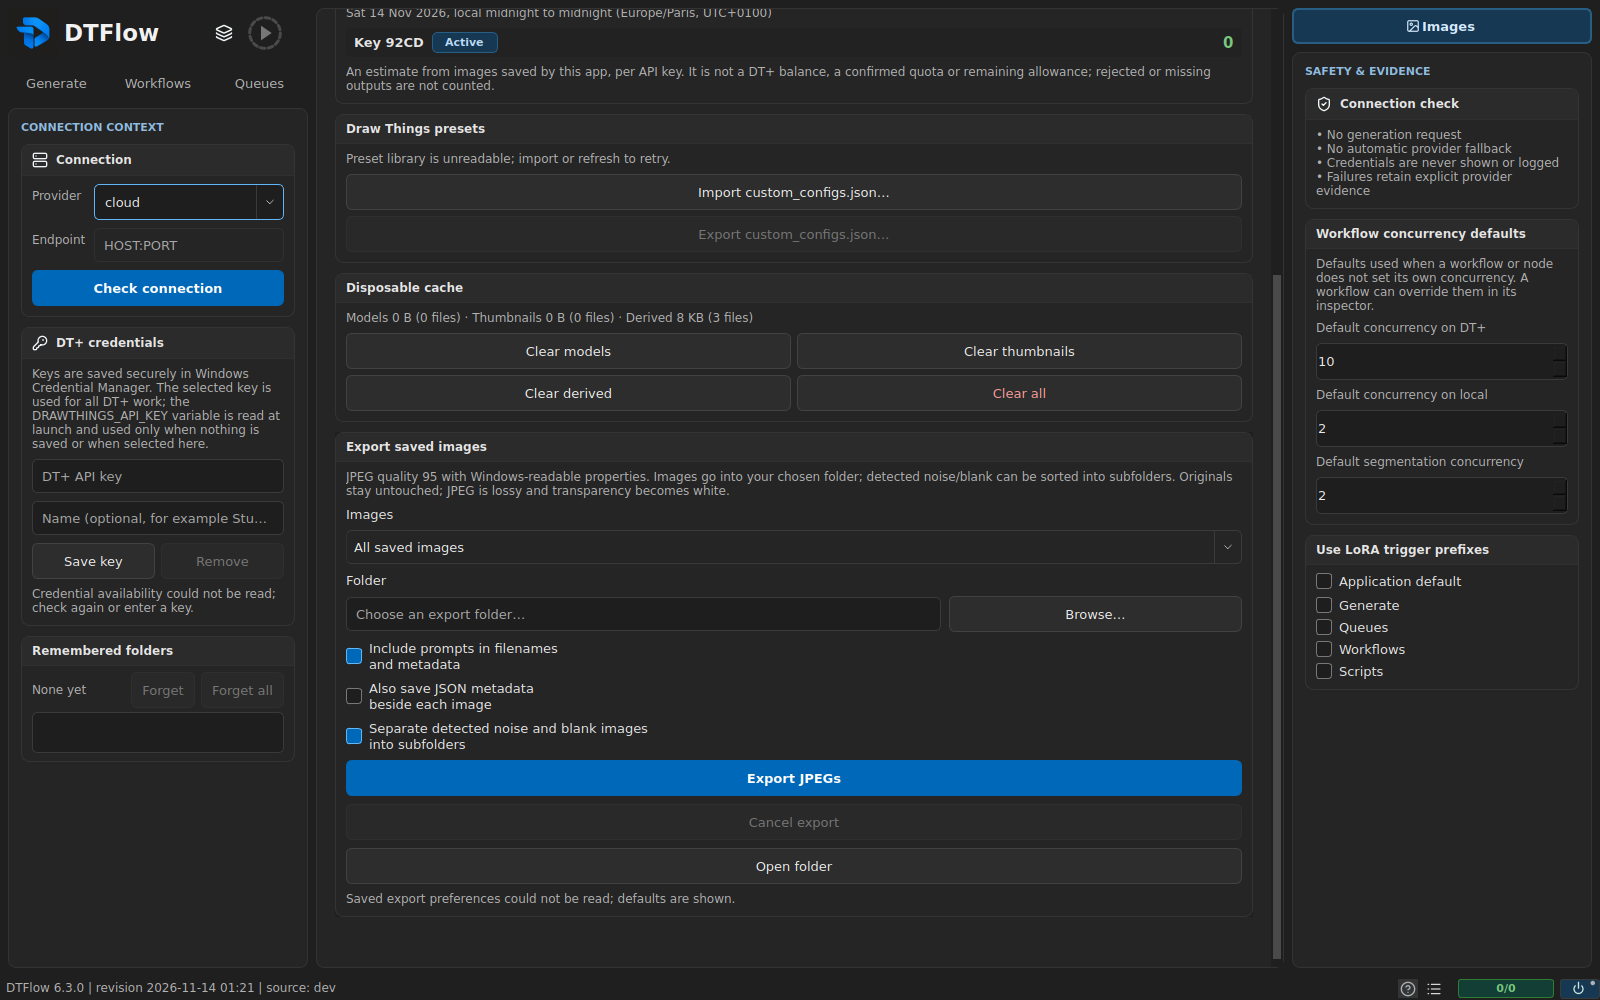 DTFlow
Generate
Workflows
Queues
CONNECTION CONTEXT
Connection
Provider
cloud
Endpoint
HOST:PORT
Check connection
DT+ credentials
Keys are saved securely in Windows
Credential Manager. The selected key is
used for all DT+ work; the
DRAWTHINGS_API_KEY variable is read at
launch and used only when nothing is
saved or when selected here.
DT+ API key
Name (optional, for example Stu...
Save key
Remove
Credential availability could not be read;
check again or enter a key.
Remembered folders
None yet
Forget
Forget all
Sat 14 Nov 2026, local midnight to midnight (Europe/Paris, UTC+0100)
Key 92CD
Active
0
An estimate from images saved by this app, per API key. It is not a DT+ balance, a confirmed quota or remaining allowance; rejected or missing
outputs are not counted.
Draw Things presets
Preset library is unreadable; import or refresh to retry.
Import custom_configs.json...
Export custom_configs.json...
Disposable cache
Models 0 B (0 files) · Thumbnails 0 B (0 files) · Derived 8 KB (3 files)
Clear models
Clear thumbnails
Clear derived
Clear all
Export saved images
JPEG quality 95 with Windows-readable properties. Images go into your chosen folder; detected noise/blank can be sorted into subfolders. Originals
stay untouched; JPEG is lossy and transparency becomes white.
Images
All saved images
Folder
Choose an export folder...
Browse...
Include prompts in filenames
and metadata
Also save JSON metadata
beside each image
Separate detected noise and blank images
into subfolders
Export JPEGs
Cancel export
Open folder
Saved export preferences could not be read; defaults are shown.
Images
SAFETY & EVIDENCE
Connection check
• No generation request
• No automatic provider fallback
• Credentials are never shown or logged
• Failures retain explicit provider
evidence
Workflow concurrency defaults
Defaults used when a workflow or node
does not set its own concurrency. A
workflow can override them in its
inspector.
Default concurrency on DT+
10
Default concurrency on local
2
Default segmentation concurrency
2
Use LoRA trigger prefixes
Application default
Generate
Queues
Workflows
Scripts
DTFlow 6.3.0 | revision 2026-11-14 01:21 | source: dev
0/0